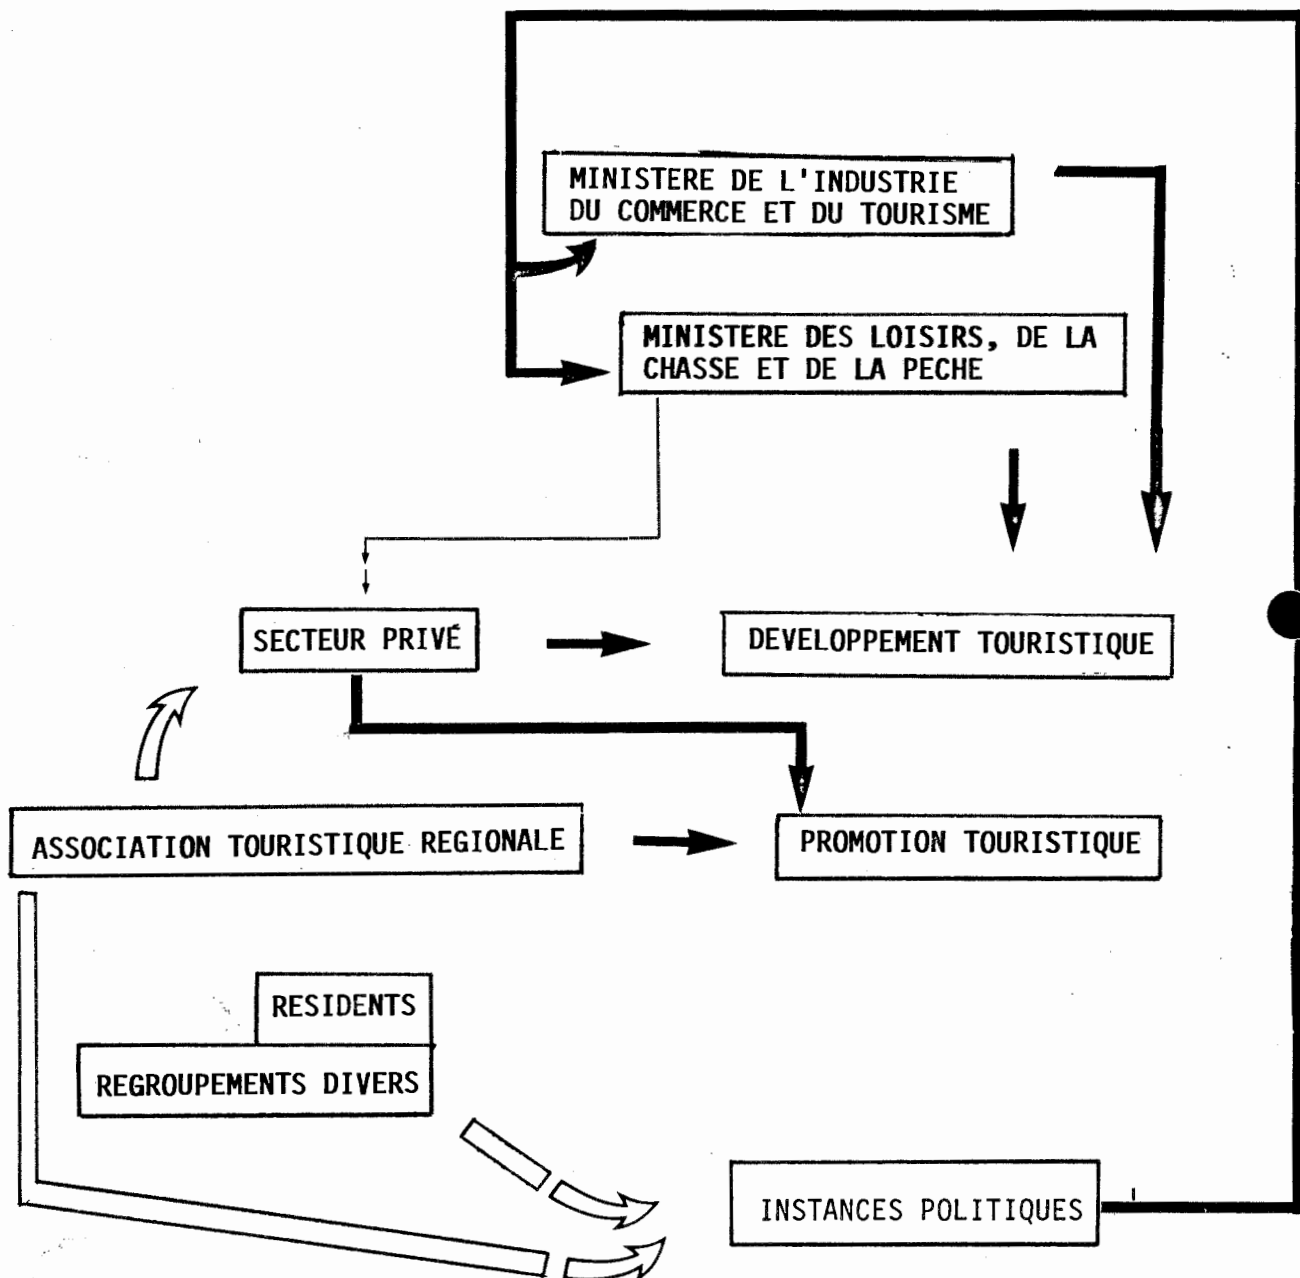 MINISTERE DE L'INDUSTRIE
DU COMMERCE ET DU TOURISME
MINISTERE DES LOISIRS, DE LA
CHASSE ET DE LA PECHE
SECTEUR PRIVÉ
DEVELOPPEMENT TOURISTIQUE
ASSOCIATION TOURISTIQUE REGIONALE
PROMOTION TOURISTIQUE
RESIDENTS
REGROUPEMENTS DIVERS
INSTANCES POLITIQUES